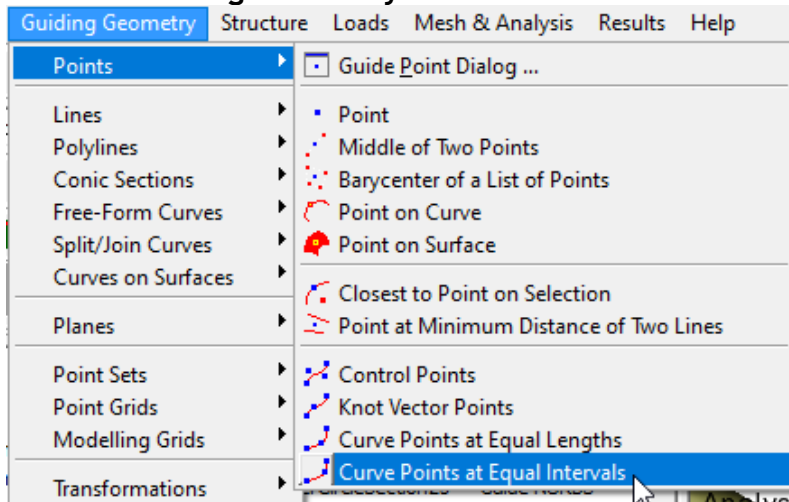 Guiding Geometry Structure Loads Mesh & Analysis Results Help
Points
Guide Point Dialog ...
Lines
Point
Polylines
Middle of Two Points
Conic Sections
Barycenter of a List of Points
Free-Form Curves
Point on Curve
Split/Join Curves
Point on Surface
Curves on Surfaces
Closest to Point on Selection
Planes
Point at Minimum Distance of Two Lines
Point Sets
Control Points
Point Grids
Knot Vector Points
Modelling Grids
Curve Points at Equal Lengths
Curve Points at Equal Intervals
Transformations